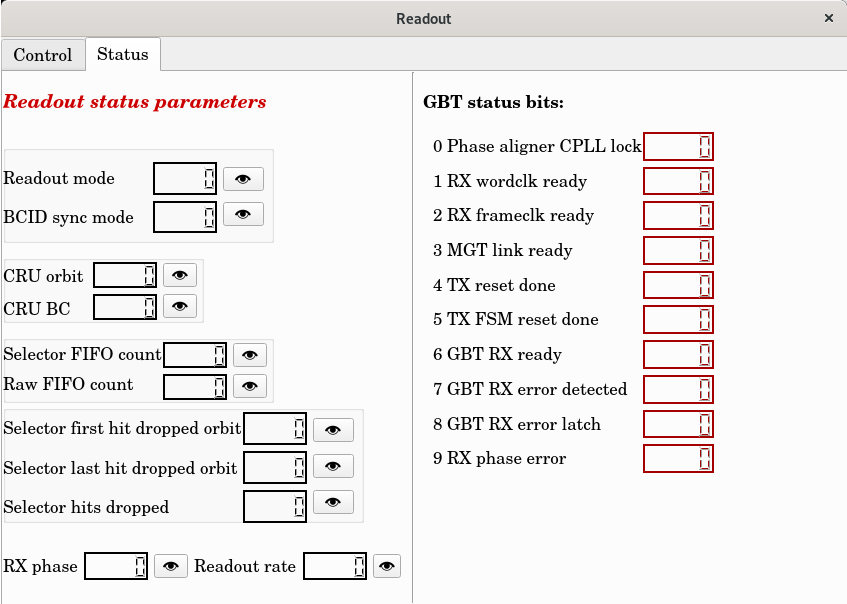 Readout
Control
Status
Readout status parameters
Readout mode 0
BCID sync mode 0
CRU orbit 0
CRU BC 0
Selector FIFO count 0
Raw FIFO count 0
Selector first hit dropped orbit 0
Selector last hit dropped orbit 0
Selector hits dropped 0
RX phase 0 Readout rate 0
GBT status bits:
0 Phase aligner CPLL lock 0
1 RX wordclk ready 0
2 RX frameclk ready 0
3 MGT link ready 0
4 TX reset done 0
5 TX FSM reset done 0
6 GBT RX ready 0
7 GBT RX error detected 0
8 GBT RX error latch 0
9 RX phase error 0